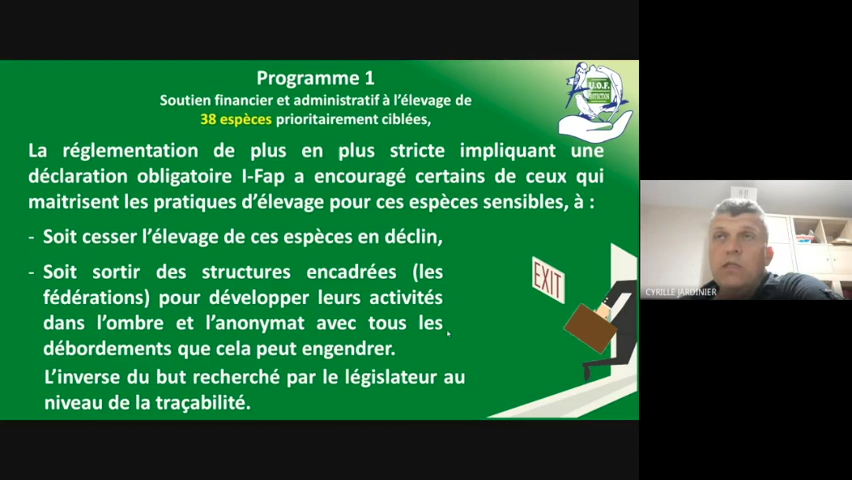 Programme 1
Soutien financier et administratif à l'élevage de
38 espèces prioritairement ciblées,
U.O.F.
La réglementation de plus en plus stricte impliquant une
déclaration obligatoire I-Fap a encouragé certains de ceux qui
maitrisent les pratiques d'élevage pour ces espèces sensibles, à :
- Soit cesser l'élevage de ces espèces en déclin,
- Soit sortir des structures encadrées (les
fédérations) pour développer leurs activités
dans l'ombre et l'anonymat avec tous les
débordements que cela peut engendrer.
L'inverse du but recherché par le législateur au
niveau de la traçabilité.
EXIT
CYRILLE JARDINIER